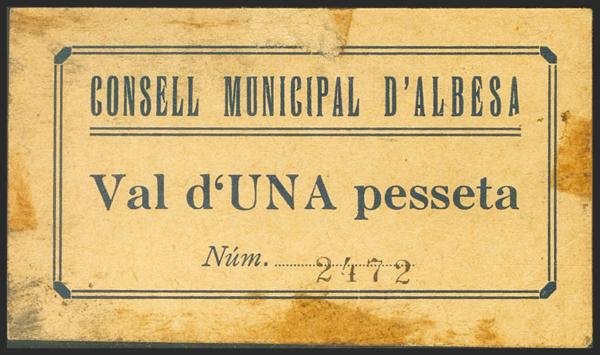 CONSELL MUNICIPAL D'ALBESA
Val d‘UNA pesseta
Núm. 2472